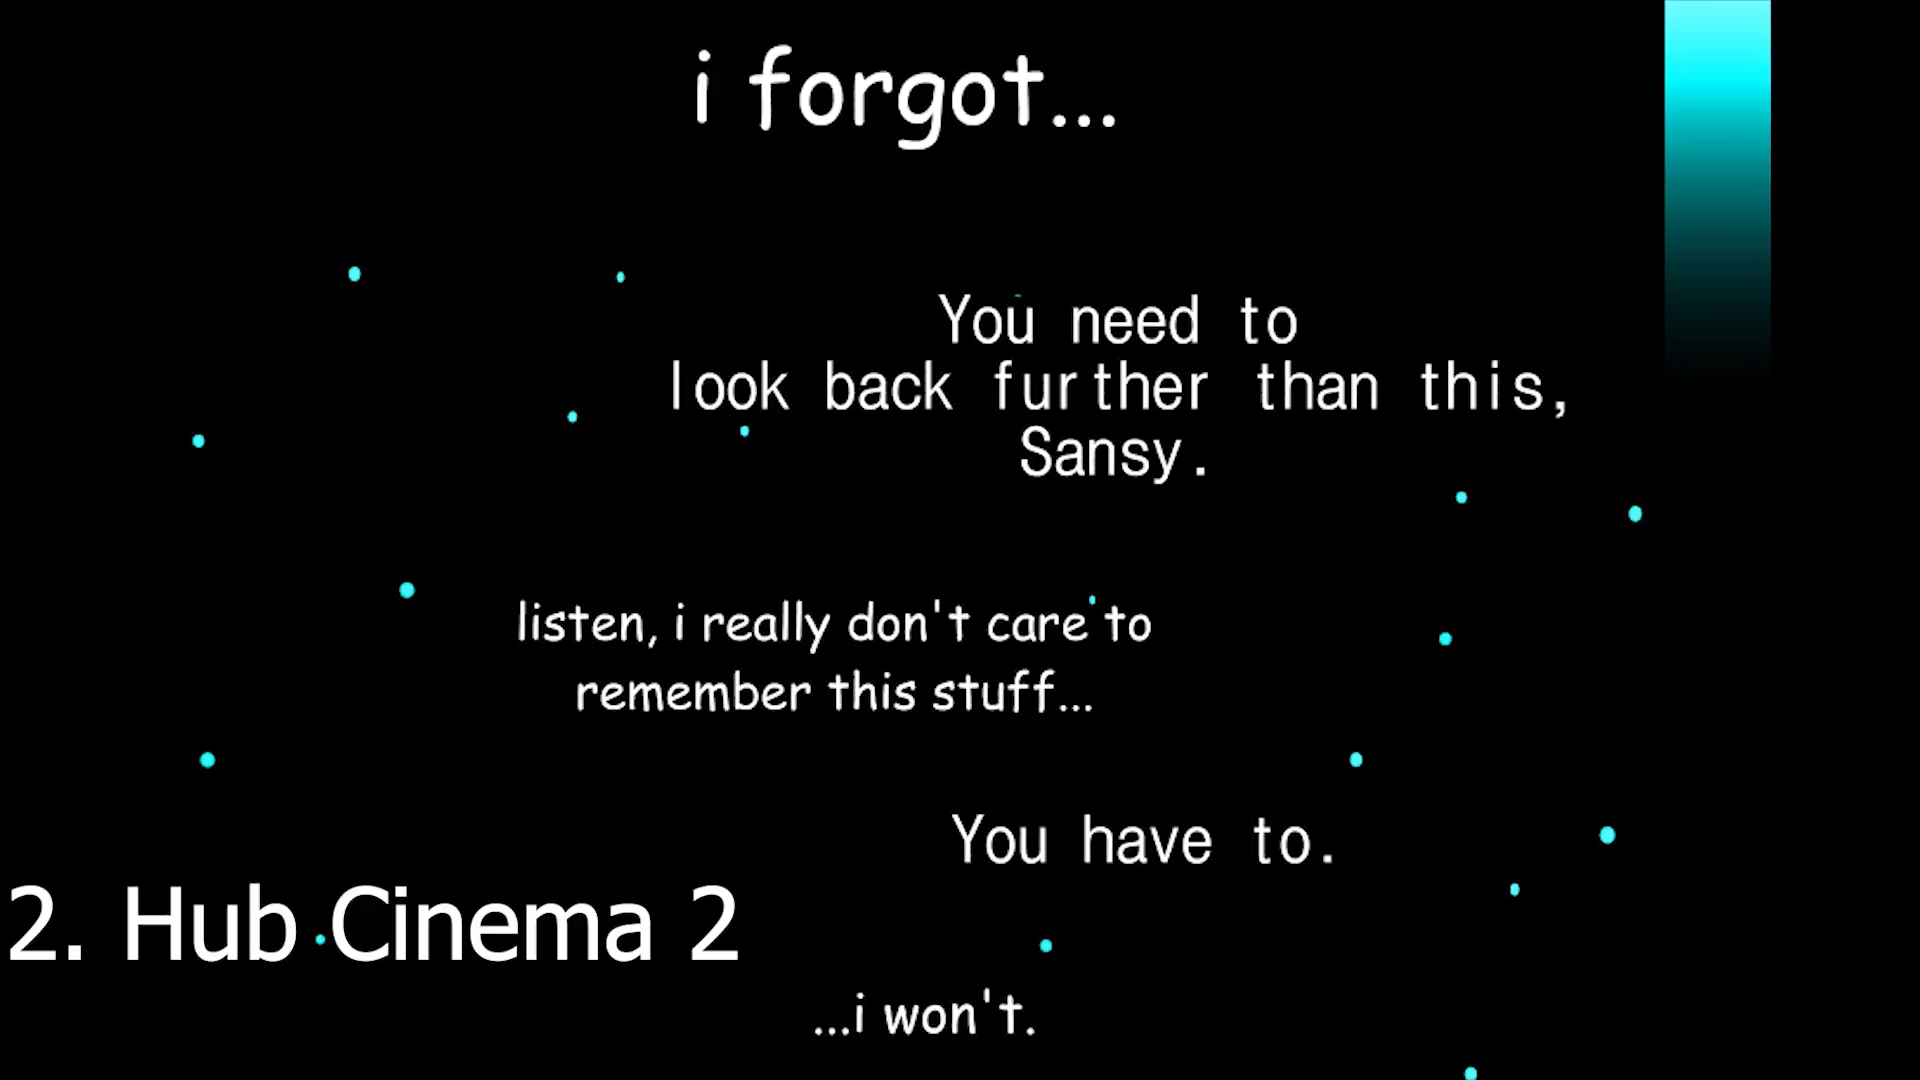 i forgot...
You need to
look back further than this,
Sansy.
listen, i really don't care to
remember this stuff...
You have to.
2. Hub Cinema 2
...i won't.